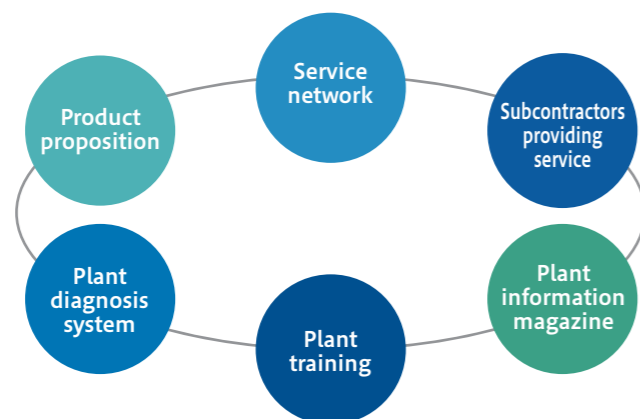 Service
network
Product
proposition
Subcontractors
providing
service
Plant
diagnosis
system
Plant
information
magazine
Plant
training